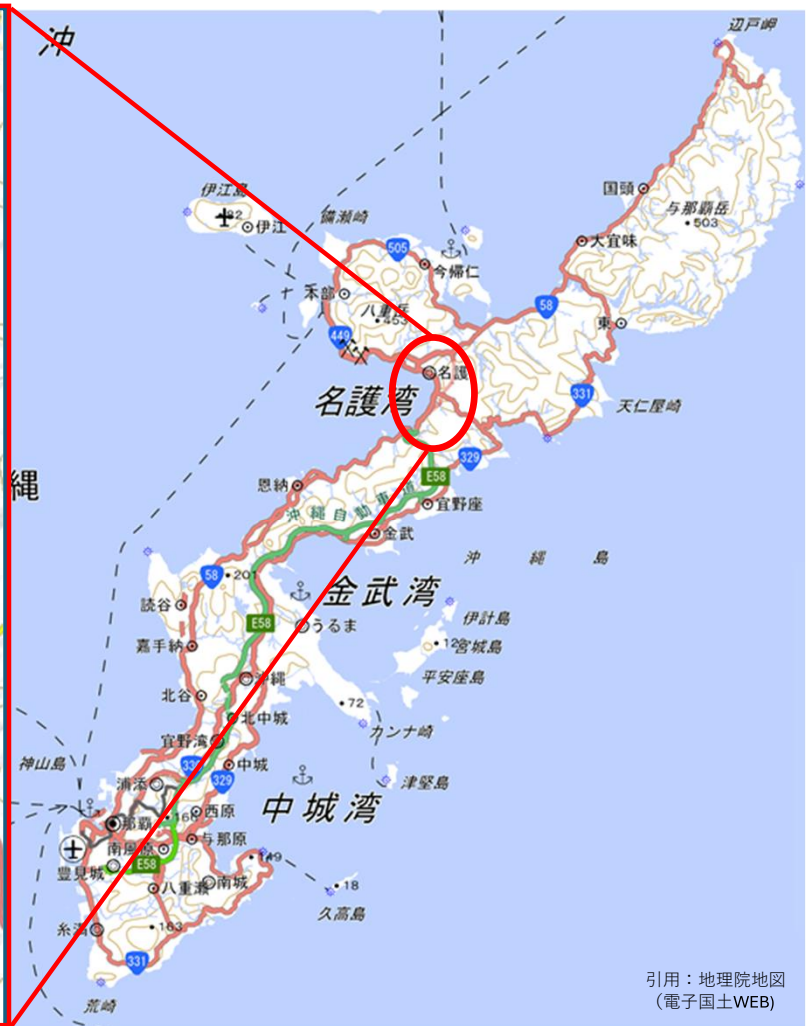 沖
辺戸岬
伊江島
国頭
与那覇岳
503
伊江
備瀬崎
大宜味
505
今帰仁
本部
八重岳
453
58
東
449
名護
名護湾
331
天仁屋崎
329
縄
恩納
E58
沖縄自動車道
宜野座
金武
沖縄島
58
201
金武湾
読谷
伊計島
E58
うるま
宮城島
嘉手納
平安座島
沖縄
北谷
72
北中城
カンナ崎
宜野湾
神山島
中城
329
津堅島
浦添
中城湾
西原
那覇
与那原
南風原
149
E58
豊見城
八重瀬
南城
18
久高島
糸満
163
331
引用：地理院地図
（電子国土WEB)
荒崎